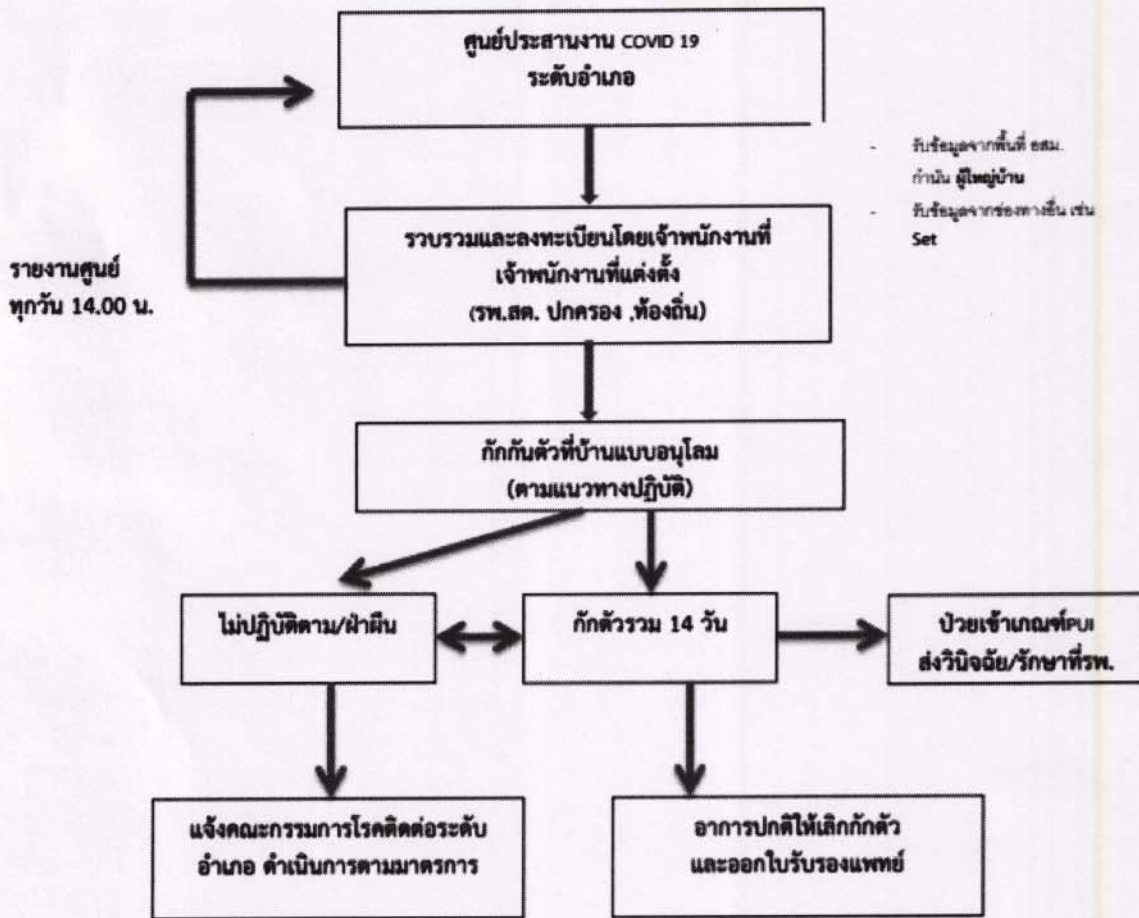 ศูนย์ประสานงาน COVID 19
ระดับอำเภอ
- รับข้อมูลจากพื้นที่ อสม.
กำนัน ผู้ใหญ่บ้าน
- รับข้อมูลจากช่องทางอื่น เช่น
Set
รวบรวมและลงทะเบียนโดยเจ้าพนักงานที่
เจ้าพนักงานที่แต่งตั้ง
(รพ.สต. ปกครอง ,ท้องถิ่น)
รายงานศูนย์
ทุกวัน 14.00 น.
กักกันตัวที่บ้านแบบอนุโลม
(ตามแนวทางปฏิบัติ)
ไม่ปฏิบัติตาม/ฝ่าฝืน
กักตัวรวม 14 วัน
ป่วยเข้าเกณฑ์PUI
ส่งวินิจฉัย/รักษาที่รพ.
แจ้งคณะกรรมการโรคติดต่อระดับ
อำเภอ ดำเนินการตามมาตรการ
อาการปกติให้เลิกกักตัว
และออกใบรับรองแพทย์